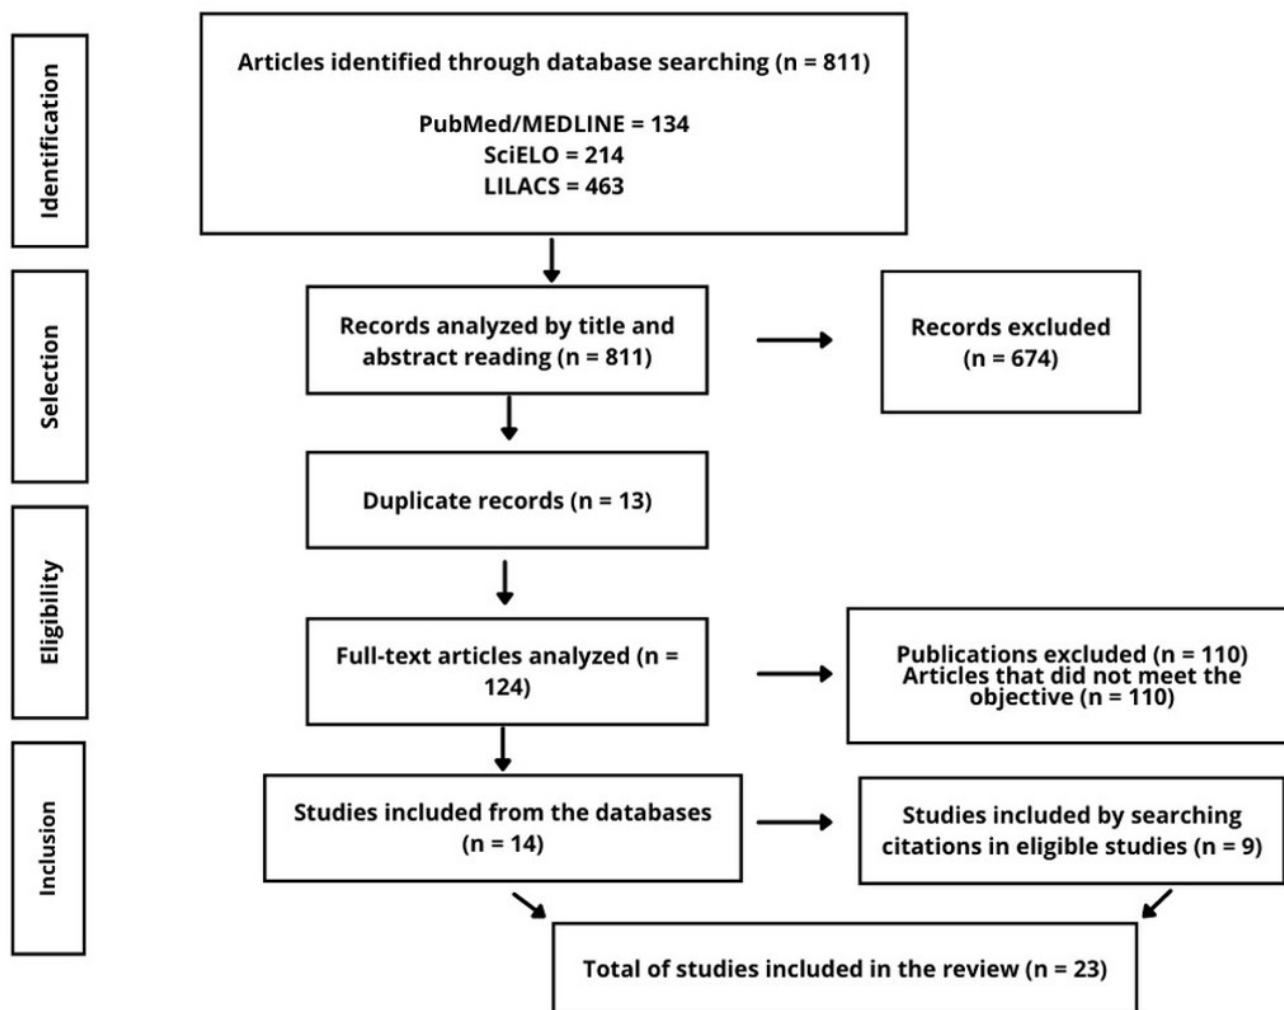 Identification
Articles identified through database searching (n = 811)
PubMed/MEDLINE = 134
SciELO = 214
LILACS = 463
Selection
Records analyzed by title and
abstract reading (n = 811)
Records excluded
(n = 674)
Duplicate records (n = 13)
Eligibility
Full-text articles analyzed (n =
124)
Publications excluded (n = 110)
Articles that did not meet the
objective (n = 110)
Inclusion
Studies included from the databases
(n = 14)
Studies included by searching
citations in eligible studies (n = 9)
Total of studies included in the review (n = 23)